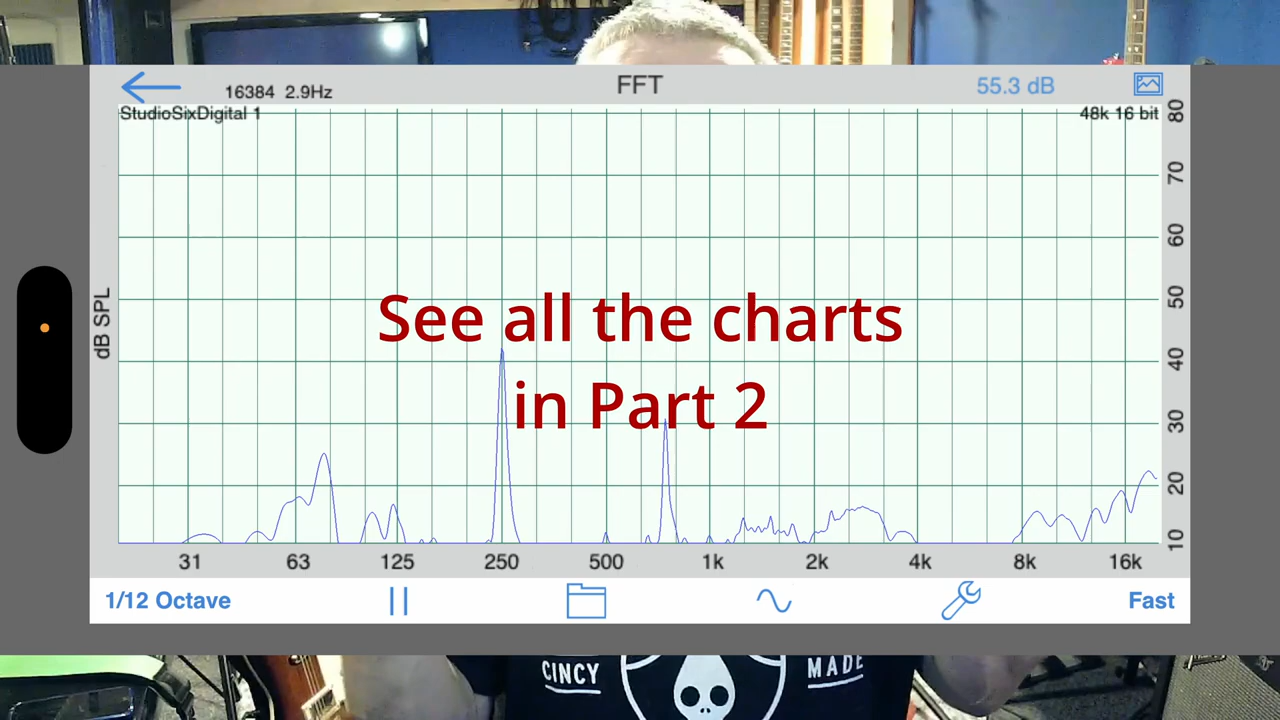 16384 2.9Hz
FFT
55.3 dB
StudioSixDigital 1
48k 16 bit
80
70
60
50
40
30
20
10
dB SPL
See all the charts
in Part 2
31 63 125 250 500 1k 2k 4k 8k 16k
1/12 Octave
Fast
CINCY
MADE